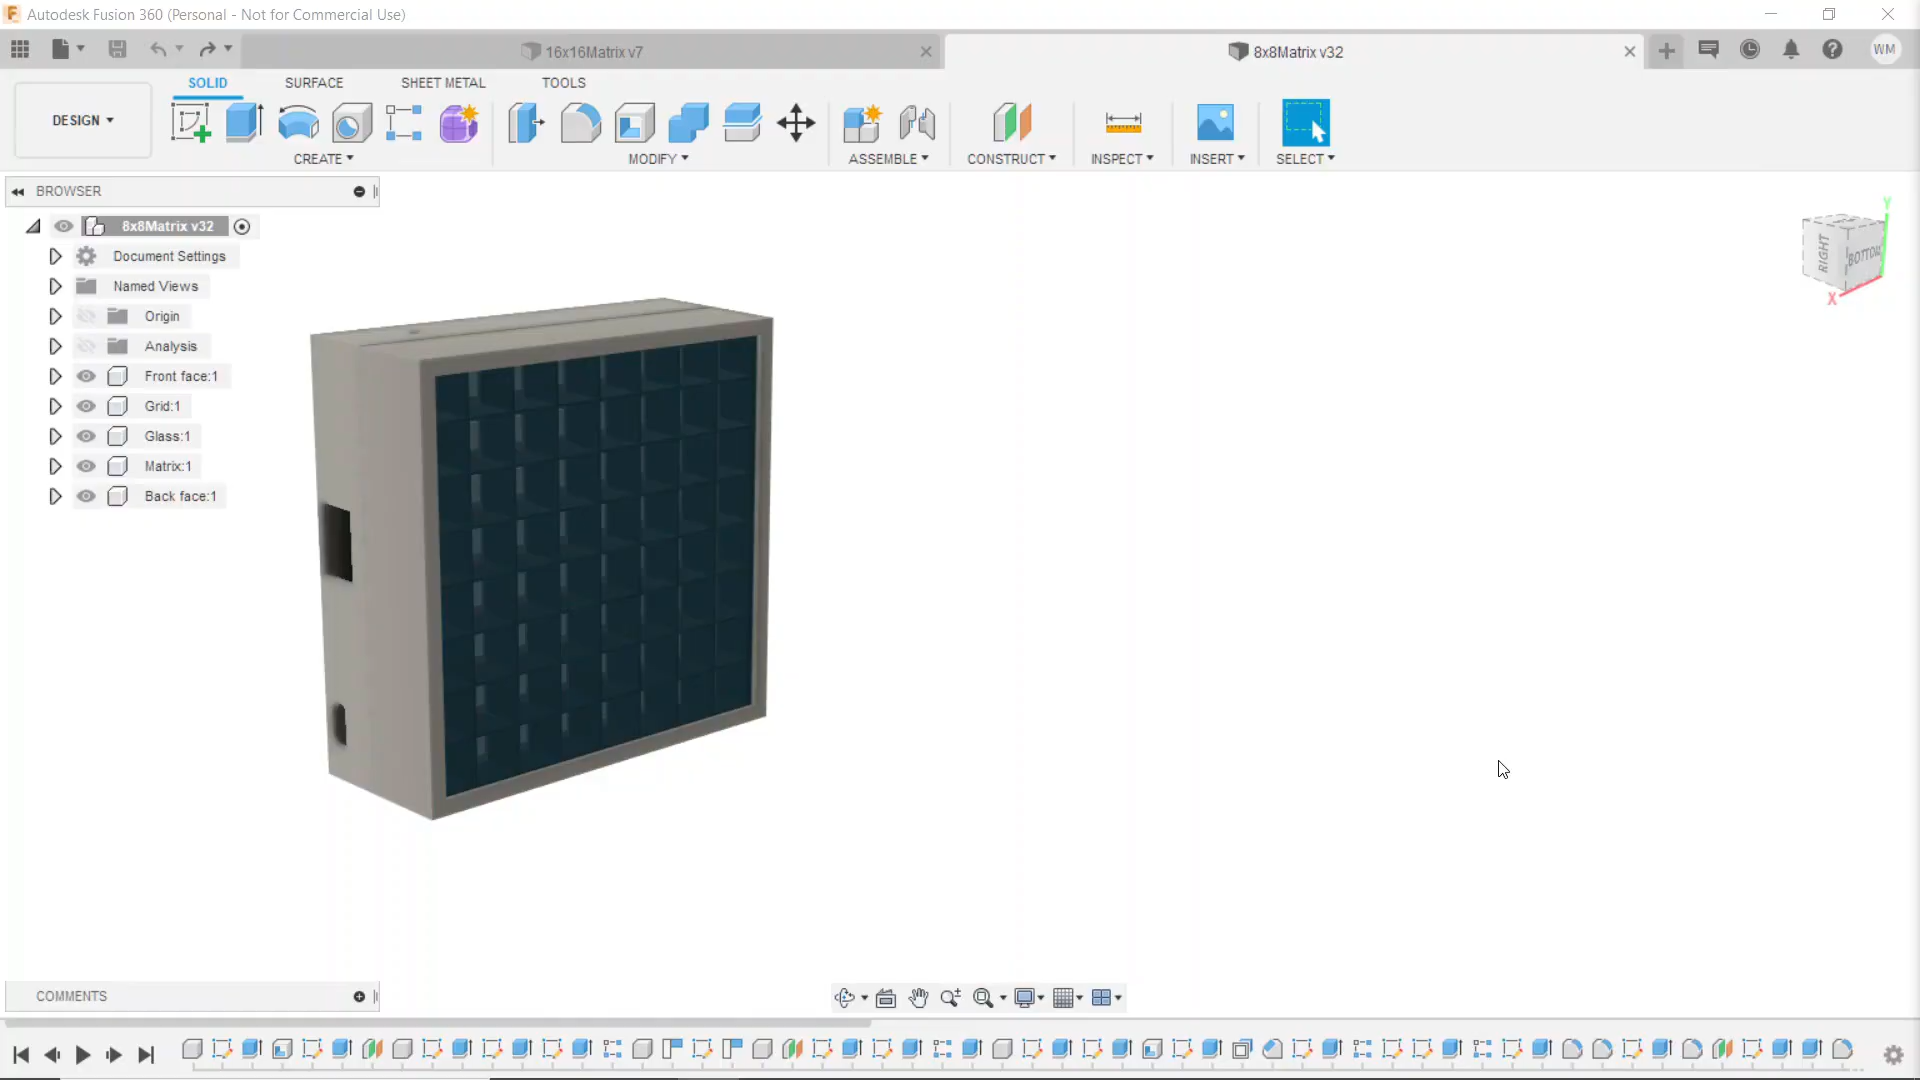 Autodesk Fusion 360 (Personal - Not for Commercial Use)
16x16Matrix v7
8x8Matrix v32
WM
SOLID
SURFACE
SHEET METAL
TOOLS
DESIGN
CREATE
MODIFY
ASSEMBLE
CONSTRUCT
INSPECT
INSERT
SELECT
BROWSER
8x8Matrix v32
Document Settings
Named Views
Origin
Analysis
Front face:1
Grid:1
Glass:1
Matrix:1
Back face:1
Y
RIGHT
BOTTOM
X
COMMENTS